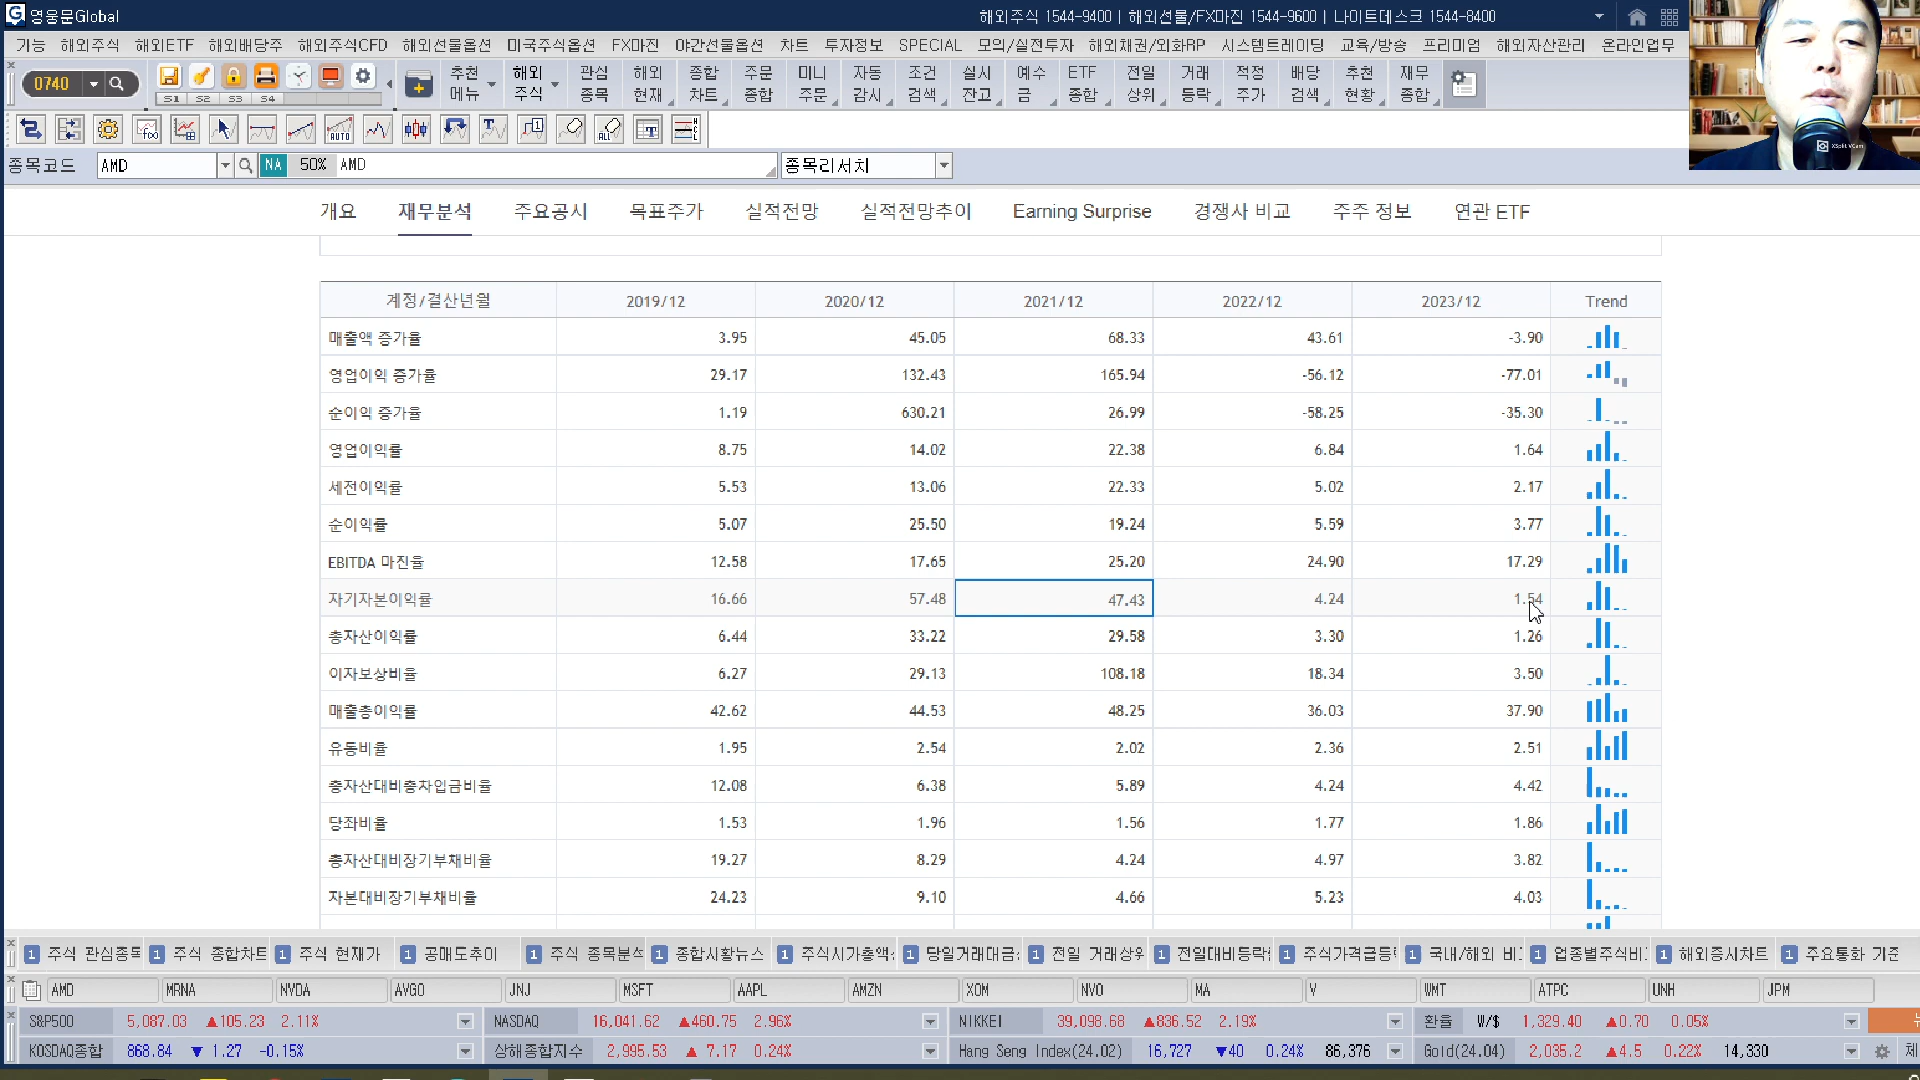 영웅문Global
해외주식 1544-9400 | 해외선물/FX마진 1544-9600 | 나이트데스크 1544-8400
기능 해외주식 해외ETF 해외배당주 해외주식CFD 해외선물옵션 미국주식옵션 FX마진 야간선물옵션 차트 투자정보 SPECIAL 모의/실전투자 해외채권/외화RP 시스템트레이딩 교육/방송 프리미엄 해외자산관리 온라인업무
0740
S1 S2 S3 S4
추천 메뉴
해외 주식
관심 종목
해외 현재
종합 차트
주문 종합
미니 주문
자동 감시
조건 검색
실시 잔고
예수 금
ETF 종합
전일 상위
거래 등락
적정 주가
배당 검색
추천 현황
재무 종합
종목코드 AMD NA 50% AMD 종목리서치
XSplit VCam
개요 재무분석 주요공시 목표주가 실적전망 실적전망추이 Earning Surprise 경쟁사 비교 주주 정보 연관 ETF
계정/결산년월 2019/12 2020/12 2021/12 2022/12 2023/12 Trend
매출액 증가율 3.95 45.05 68.33 43.61 -3.90
영업이익 증가율 29.17 132.43 165.94 -56.12 -77.01
순이익 증가율 1.19 630.21 26.99 -58.25 -35.30
영업이익률 8.75 14.02 22.38 6.84 1.64
세전이익률 5.53 13.06 22.33 5.02 2.17
순이익률 5.07 25.50 19.24 5.59 3.77
EBITDA 마진율 12.58 17.65 25.20 24.90 17.29
자기자본이익률 16.66 57.48 47.43 4.24 1.54
총자산이익률 6.44 33.22 29.58 3.30 1.26
이자보상비율 6.27 29.13 108.18 18.34 3.50
매출총이익률 42.62 44.53 48.25 36.03 37.90
유동비율 1.95 2.54 2.02 2.36 2.51
총자산대비총차입금비율 12.08 6.38 5.89 4.24 4.42
당좌비율 1.53 1.96 1.56 1.77 1.86
총자산대비장기부채비율 19.27 8.29 4.24 4.97 3.82
자본대비장기부채비율 24.23 9.10 4.66 5.23 4.03
1 주식 관심종목 1 주식 종합차트 1 주식 현재가 1 공매도추이 1 주식 종목분석 1 종합시황뉴스 1 주식시가총액 1 당일거래대금 1 전일 거래상위 1 전일대비등락 1 주식가격급등 1 국내/해외 비 1 업종별주식비 1 해외증시차트 1 주요통화 기준
AMD MRNA NVDA AVGO JNJ MSFT AAPL AMZN XOM NVO MA V WMT ATPC UNH JPM
S&P500 5,087.03 ▲105.23 2.11% NASDAQ 16,041.62 ▲460.75 2.96% NIKKEI 39,098.68 ▲836.52 2.19% 환율 W/$ 1,329.40 ▲0.70 0.05%
KOSDAQ종합 868.84 ▼ 1.27 -0.15% 상해종합지수 2,995.53 ▲ 7.17 0.24% Hang Seng Index(24.02) 16,727 ▼40 0.24% 86,376 Gold(24.04) 2,035.2 ▲4.5 0.22% 14,330 체